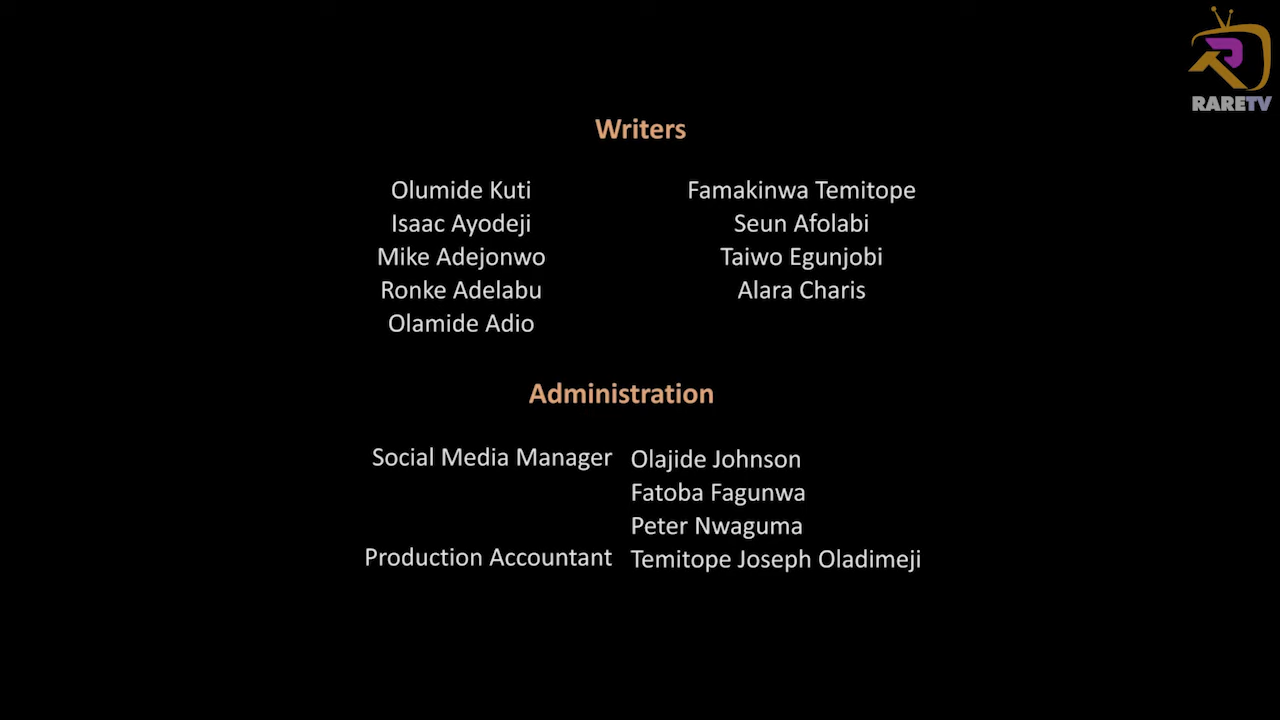 RARETV
Writers
Olumide Kuti
Isaac Ayodeji
Mike Adejonwo
Ronke Adelabu
Olamide Adio
Famakinwa Temitope
Seun Afolabi
Taiwo Egunjobi
Alara Charis
Administration
Social Media Manager Olajide Johnson
Fatoba Fagunwa
Peter Nwaguma
Production Accountant Temitope Joseph Oladimeji